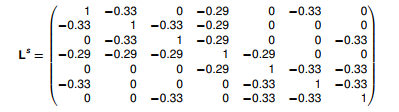 1 −0.33 0 −0.29 0 −0.33 0
−0.33 1 −0.33 −0.29 0 0 0
0 −0.33 1 −0.29 0 0 −0.33
Lˢ = −0.29 −0.29 −0.29 1 −0.29 0 0
0 0 0 −0.29 1 −0.33 −0.33
−0.33 0 0 0 −0.33 1 −0.33
0 0 −0.33 0 −0.33 −0.33 1